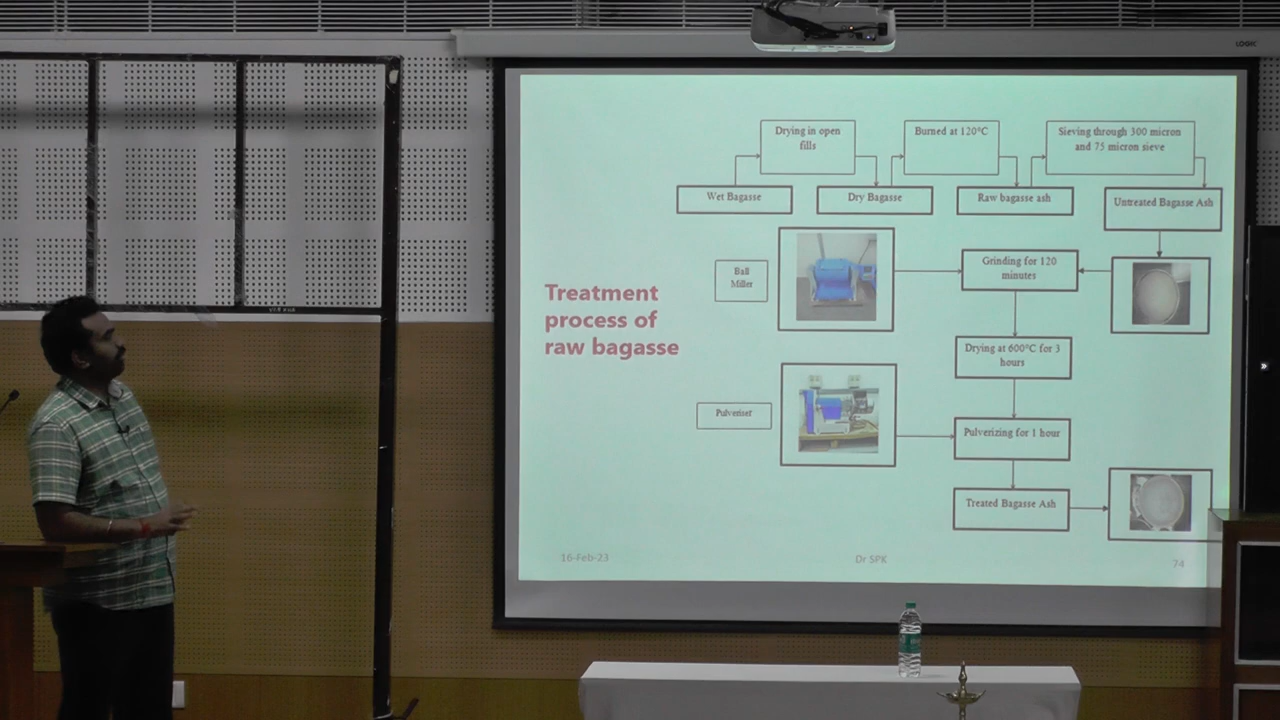 LOGIC
Drying in open
fills
Burned at 120°C
Sieving through 300 micron
and 75 micron sieve
Wet Bagasse
Dry Bagasse
Raw bagasse ash
Untreated Bagasse Ash
Ball
Miller
Grinding for 120
minutes
Treatment
process of
raw bagasse
Drying at 600°C for 3
hours
Pulveriser
Pulverizing for 1 hour
Treated Bagasse Ash
16-Feb-23
Dr SPK
74